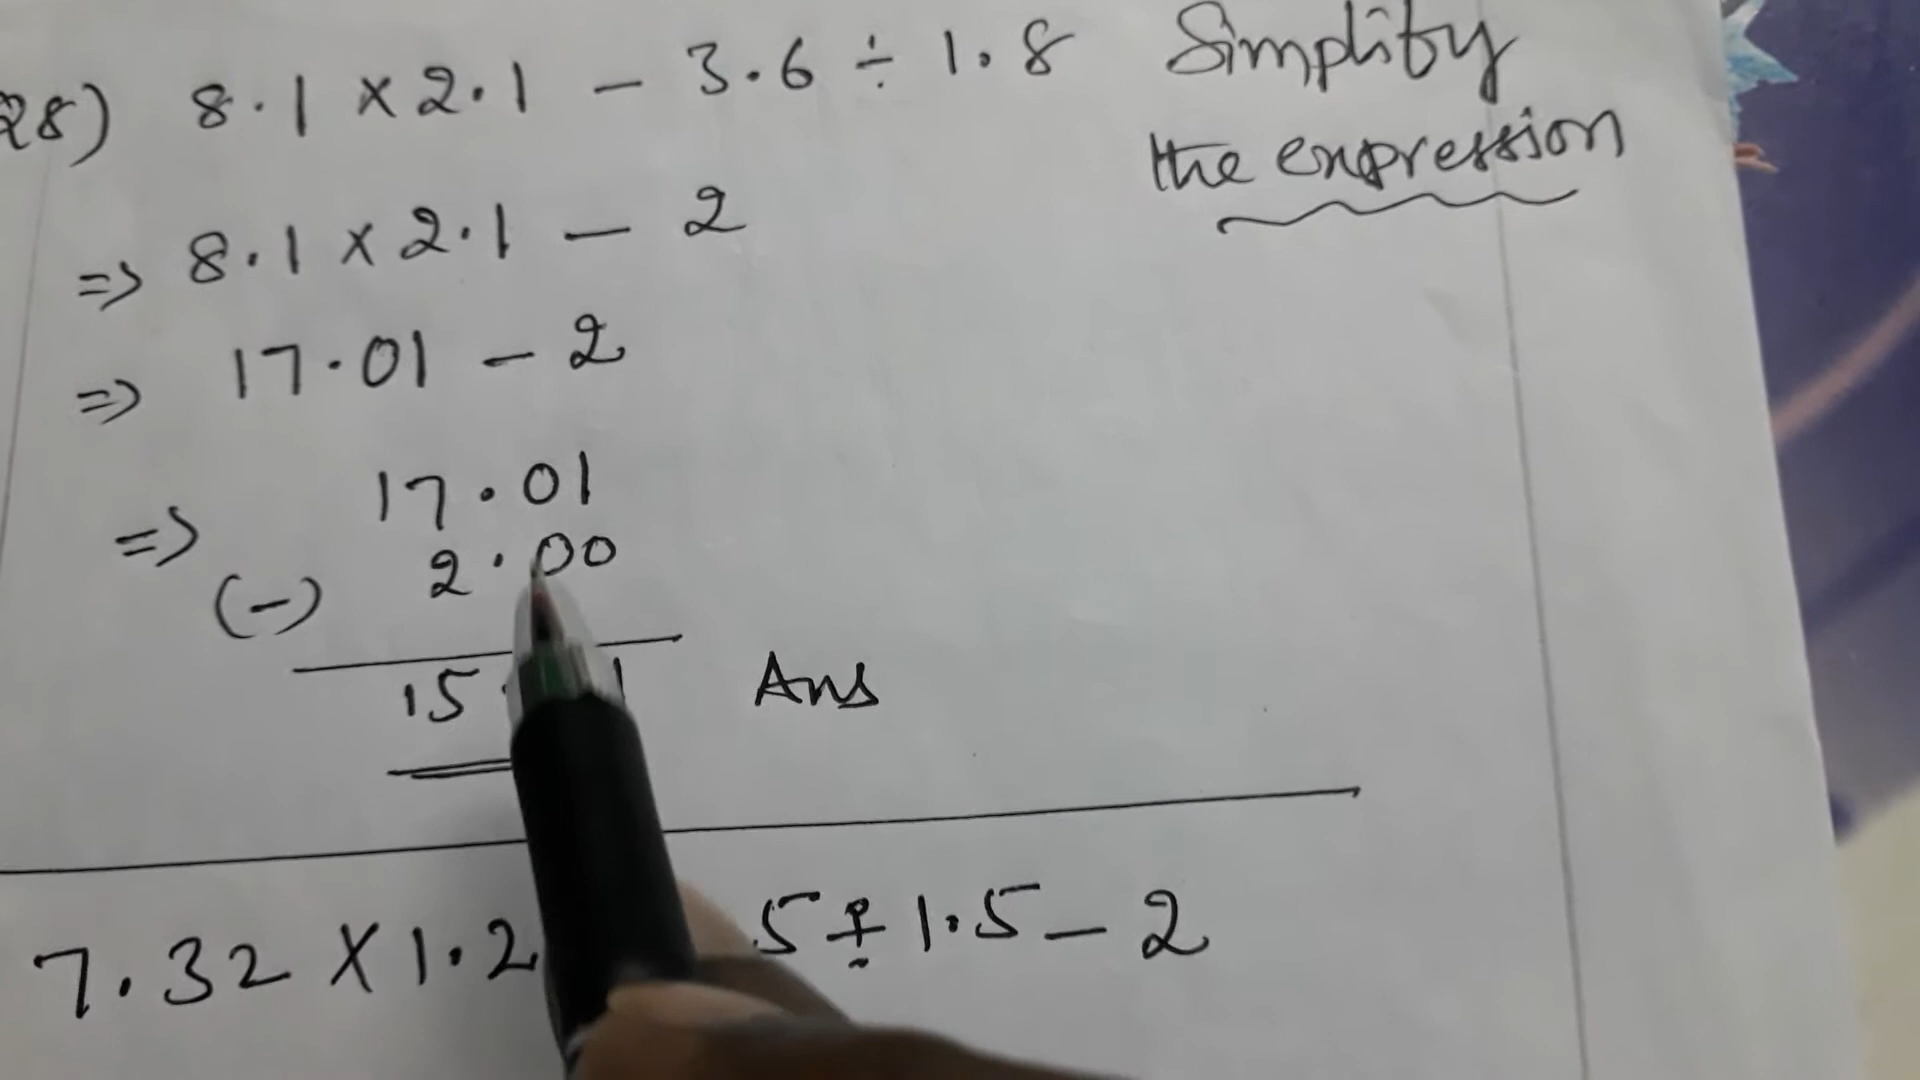 28) 8.1 × 2.1 - 3.6 ÷ 1.8 Simplify
the expression
=> 8.1 × 2.1 - 2
=> 17.01 - 2
=> 17.01
(-) 2.00
15 1 Ans
7.32 × 1.2 5 ÷ 1.5 - 2